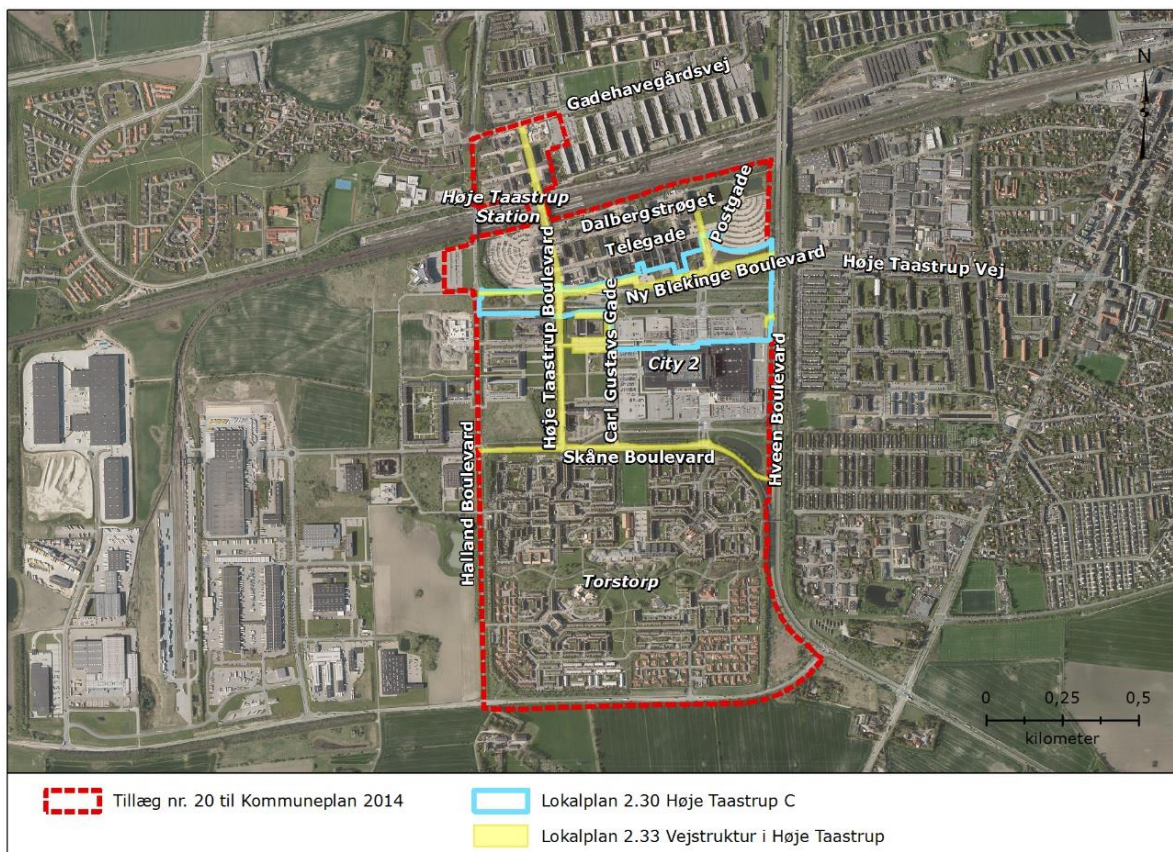 Gadehavegårdsvej
N
Høje Taastrup
Station
Dalbergstrøget
Postgade
Telegade
Høje Taastrup Vej
Ny Blekinge Boulevard
Høje Taastrup Boulevard
Carl Gustavs Gade
City 2
Hveen Boulevard
Skåne Boulevard
Halland Boulevard
Torstorp
0 0,25 0,5
kilometer
Tillæg nr. 20 til Kommuneplan 2014
Lokalplan 2.30 Høje Taastrup C
Lokalplan 2.33 Vejstruktur i Høje Taastrup